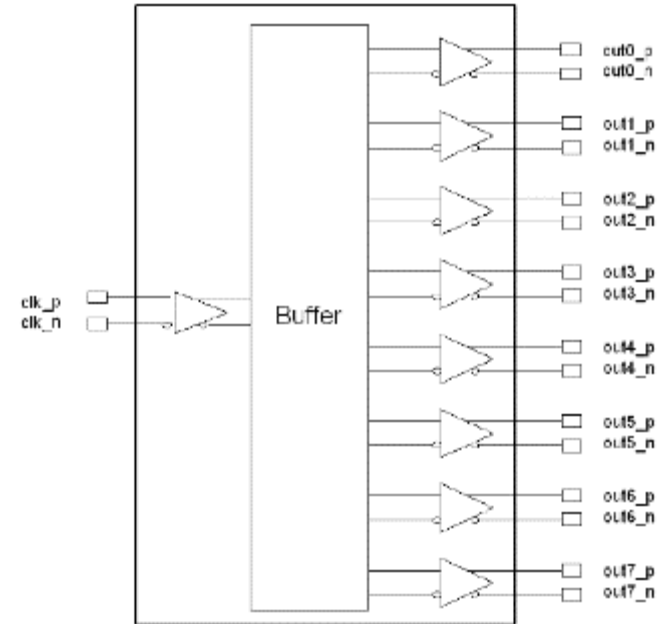 out0_p
out0_n
out1_p
out1_n
out2_p
out2_n
out3_p
out3_n
clk_p
clk_n
Buffer
out4_p
out4_n
out5_p
out5_n
out6_p
out6_n
out7_p
out7_n